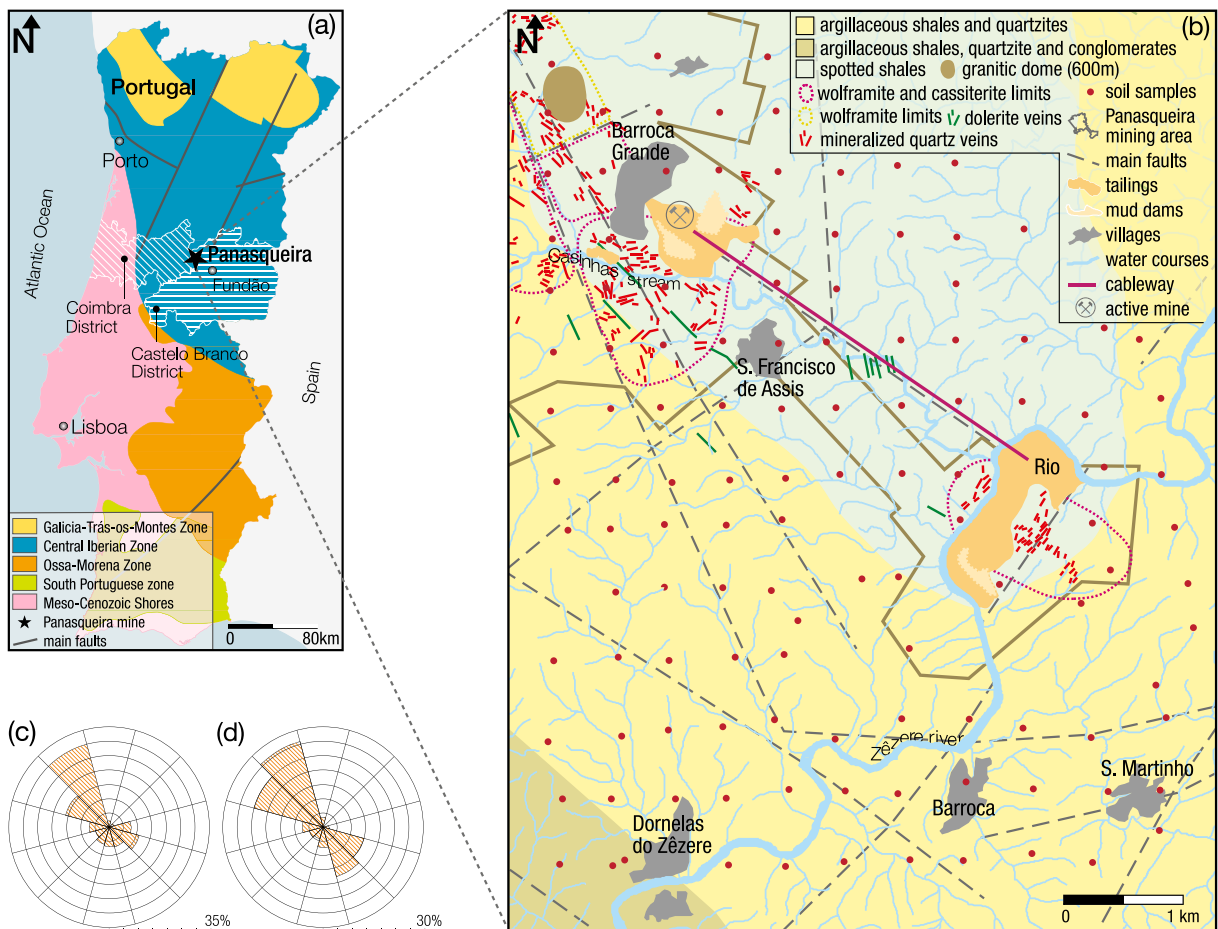 (a)
N
Portugal
Porto
Atlantic Ocean
Panasqueira
Fundão
Coimbra
District
Castelo Branco
District
Spain
Lisboa
Galicia-Trás-os-Montes Zone
Central Iberian Zone
Ossa-Morena Zone
South Portuguese zone
Meso-Cenozoic Shores
Panasqueira mine
main faults
0 80km
(b)
N
argillaceous shales and quartzites
argillaceous shales, quartzite and conglomerates
spotted shales
granitic dome (600m)
wolframite and cassiterite limits
wolframite limits
dolerite veins
mineralized quartz veins
soil samples
Panasqueira
mining area
main faults
tailings
mud dams
villages
water courses
cableway
active mine
Barroca
Grande
Casinhas stream
S. Francisco
de Assis
Rio
Zêzere river
S. Martinho
Barroca
Dornelas
do Zêzere
0 1 km
(c)
35%
(d)
30%